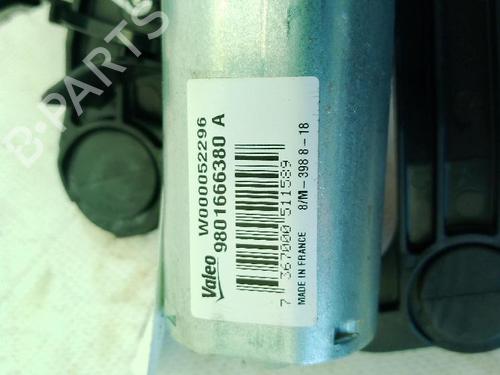 B-PARTS
Valeo
W000052296
9801666380 A
7 367000 511589
8/M-398 8-18
MADE IN FRANCE